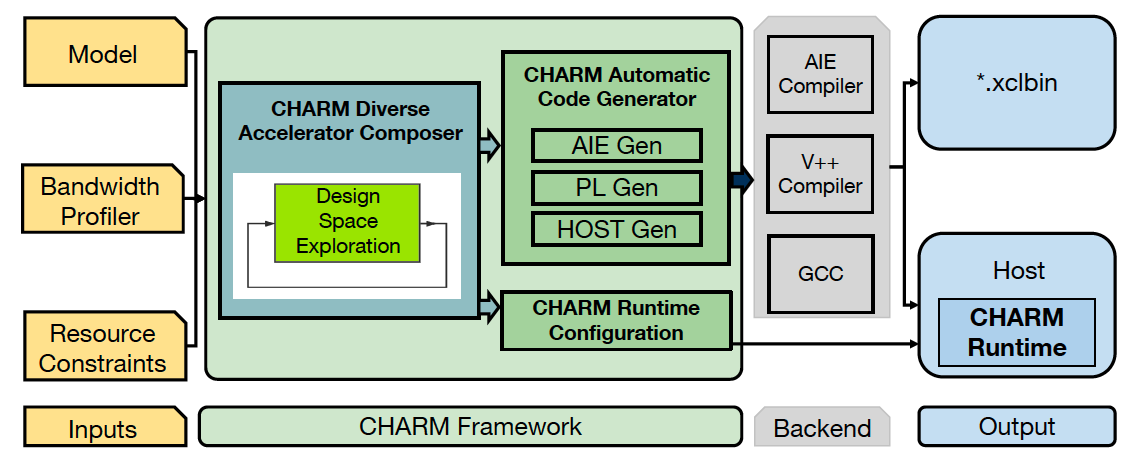 Model
Bandwidth
Profiler
Resource
Constraints
CHARM Diverse
Accelerator Composer
Design
Space
Exploration
CHARM Automatic
Code Generator
AIE Gen
PL Gen
HOST Gen
CHARM Runtime
Configuration
AIE
Compiler
V++
Compiler
GCC
*.xclbin
Host
CHARM
Runtime
Inputs
CHARM Framework
Backend
Output